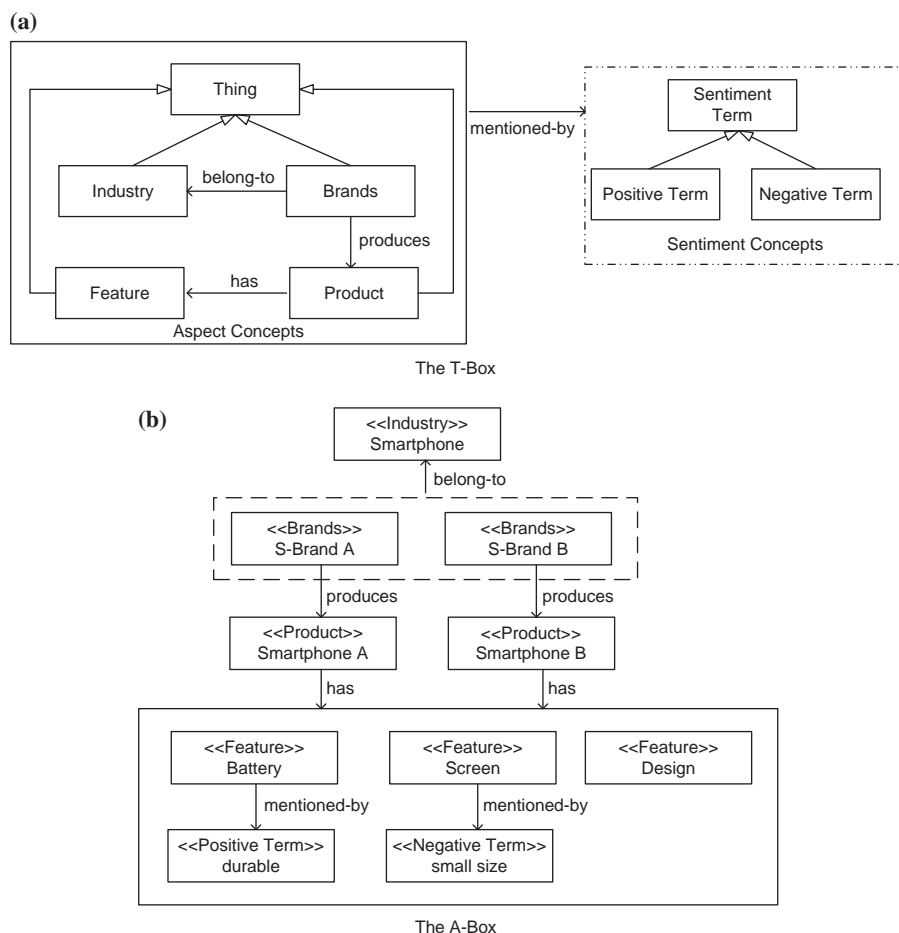 (a)
Thing
Sentiment
Term
mentioned-by
Industry
belong-to
Brands
Positive Term
Negative Term
produces
Sentiment Concepts
Feature
has
Product
Aspect Concepts
The T-Box
(b)
<<Industry>>
Smartphone
belong-to
<<Brands>>
S-Brand A
<<Brands>>
S-Brand B
produces
produces
<<Product>>
Smartphone A
<<Product>>
Smartphone B
has
has
<<Feature>>
Battery
<<Feature>>
Screen
<<Feature>>
Design
mentioned-by
mentioned-by
<<Positive Term>>
durable
<<Negative Term>>
small size
The A-Box